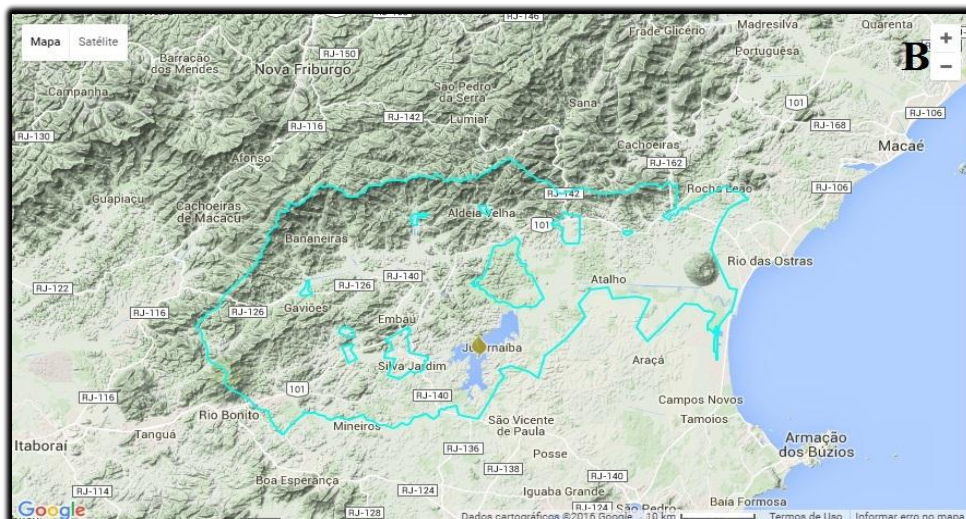 Mapa Satélite
B
+
−
RJ-146
Frade Glicério
Madresilva
Quarenta
RJ-150
Barracão
dos Mendes
Nova Friburgo
Portuguesa
Campanha
São Pedro
da Serra
Lumiar
Sana
101
RJ-106
RJ-130
RJ-116
RJ-142
RJ-168
Macaé
Afonso
Cachoeiras
RJ-162
Guapiaçu
RJ-142
Rocha Leão
RJ-106
Cachoeiras
de Macacu
Aldeia Velha
101
Bananeiras
Rio das Ostras
RJ-122
RJ-140
Atalho
RJ-126
RJ-116
RJ-126
Gaviões
Embaú
Araçá
Silva Jardim
101
RJ-140
RJ-116
Campos Novos
Rio Bonito
Tamoios
Itaboraí
Tanguá
Mineiros
São Vicente
de Paula
RJ-136
Armação
dos Búzios
Posse
RJ-138
RJ-140
Boa Esperança
RJ-114
RJ-124
Iguaba Grande
Baía Formosa
RJ-124
São Pedro
RJ-128
Google
Dados cartográficos ©2016 Google
10 km
Termos de Uso
Informar erro no mapa